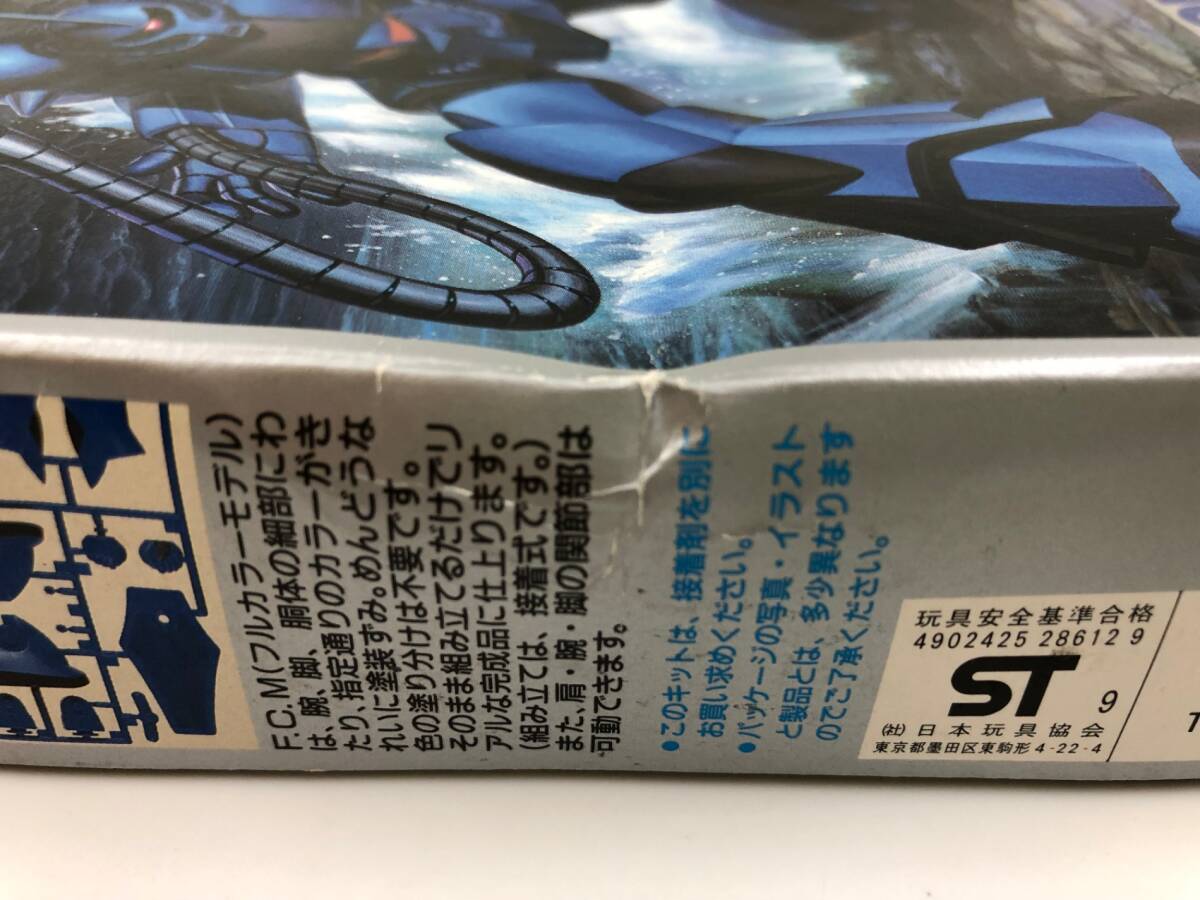 F.C.M(フルカラーモデル)
は、腕、脚、胴体の細部にわ
たり、指定通りのカラーがき
れいに塗装ずみ。めんどうな
色の塗り分けは不要です。
そのまま組み立てるだけでリ
アルな完成品に仕上ります。
(組み立ては、接着式です。)
また、肩・腕・脚の関節部は
可動できます。
●このキットは、接着剤を別に
お買い求めください。
●パッケージの写真・イラスト
と製品とは、多少異なります
のでご了承ください。
玩具安全基準合格
4902425 28612 9
ST 9
(社)日本玩具協会
東京都墨田区東駒形4-22-4